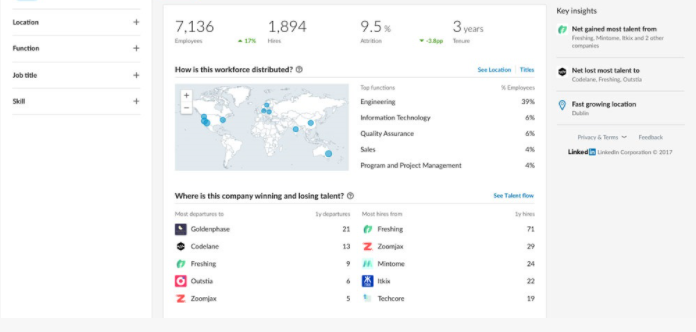 Location
Function
Job title
Skill
7,136
Employees
17%
1,894
Hires
9.5 %
Attrition
-3.8pp
3 years
Tenure
How is this workforce distributed?
See Location | Titles
+
−
Top functions % Employees
Engineering 39%
Information Technology 6%
Quality Assurance 6%
Sales 4%
Program and Project Management 4%
Where is this company winning and losing talent?
See Talent flow
Most departures to 1y departures
Goldenphase 21
Codelane 13
Freshing 9
Outstia 6
Zoomjax 5
Most hires from 1y hires
Freshing 71
Zoomjax 29
Mintome 24
Itkix 22
Techcore 19
Key insights
Net gained most talent from
Freshing, Mintome, Itkix and 2 other
companies
Net lost most talent to
Codelane, Freshing, Outstia
Fast growing location
Dublin
Privacy & Terms Feedback
LinkedIn LinkedIn Corporation © 2017